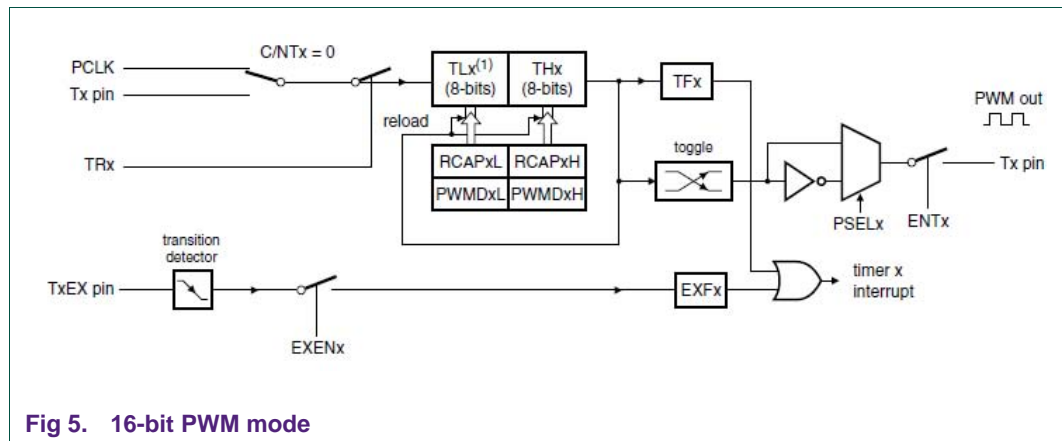 C/NTx = 0
PCLK
Tx pin
TRx
TLx(1)
(8-bits)
THx
(8-bits)
reload
RCAPxL
RCAPxH
PWMDxL
PWMDxH
TFx
toggle
PWM out
Tx pin
PSELx
ENTx
transition
detector
TxEX pin
EXENx
EXFx
timer x
interrupt
Fig 5. 16-bit PWM mode